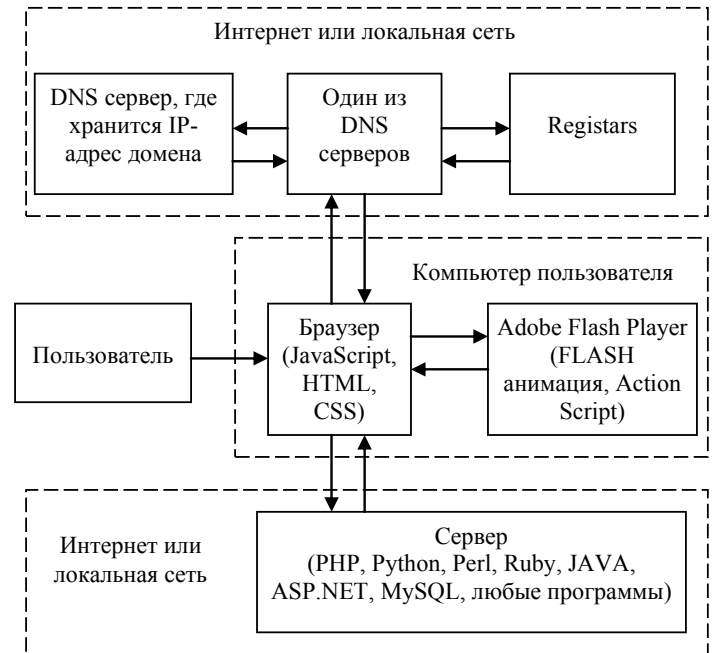 Интернет или локальная сеть
DNS сервер, где
хранится IP-
адрес домена
Один из
DNS
серверов
Registars
Компьютер пользователя
Пользователь
Браузер
(JavaScript,
HTML,
CSS)
Adobe Flash Player
(FLASH
анимация, Action
Script)
Интернет или
локальная сеть
Сервер
(PHP, Python, Perl, Ruby, JAVA,
ASP.NET, MySQL, любые программы)